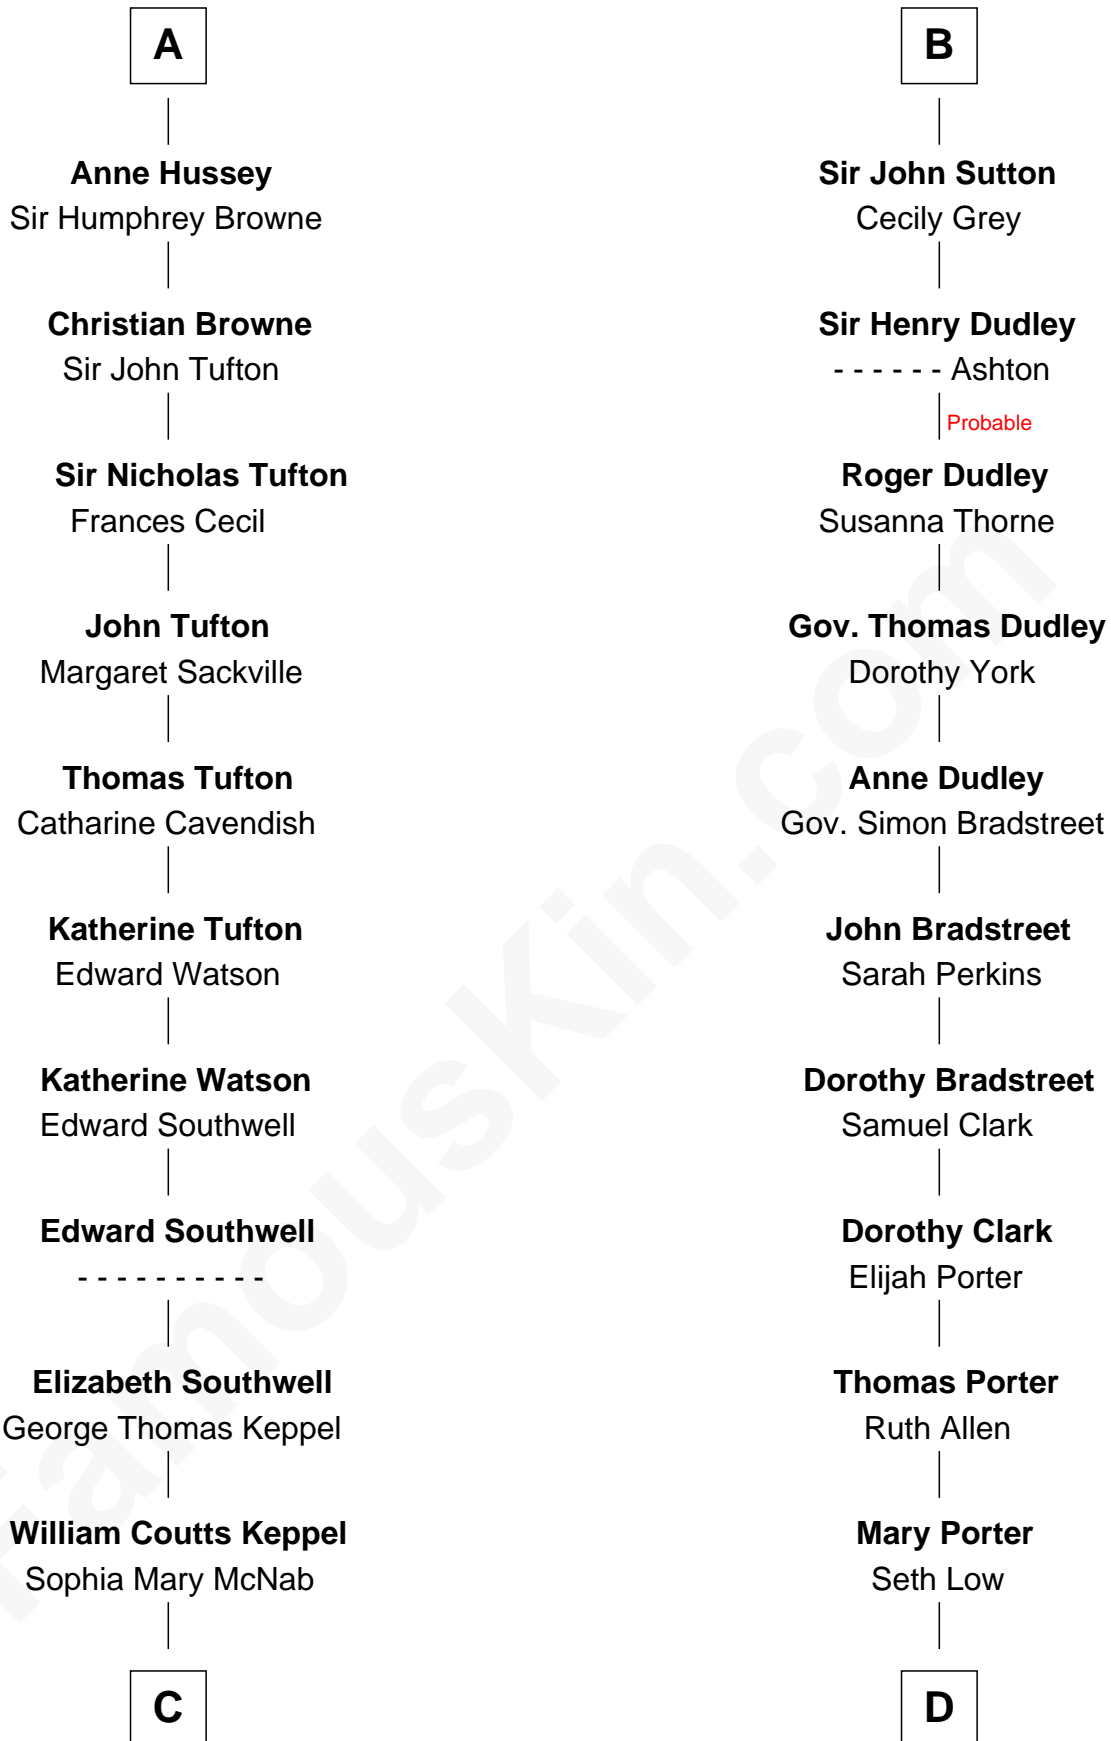 A
Anne Hussey
Sir Humphrey Browne
Christian Browne
Sir John Tufton
Sir Nicholas Tufton
Frances Cecil
John Tufton
Margaret Sackville
Thomas Tufton
Catharine Cavendish
Katherine Tufton
Edward Watson
Katherine Watson
Edward Southwell
Edward Southwell
- - - - - - - - - -
Elizabeth Southwell
George Thomas Keppel
William Coutts Keppel
Sophia Mary McNab
C
B
Sir John Sutton
Cecily Grey
Sir Henry Dudley
- - - - - - Ashton
Probable
Roger Dudley
Susanna Thorne
Gov. Thomas Dudley
Dorothy York
Anne Dudley
Gov. Simon Bradstreet
John Bradstreet
Sarah Perkins
Dorothy Bradstreet
Samuel Clark
Dorothy Clark
Elijah Porter
Thomas Porter
Ruth Allen
Mary Porter
Seth Low
D
FamousKin.com